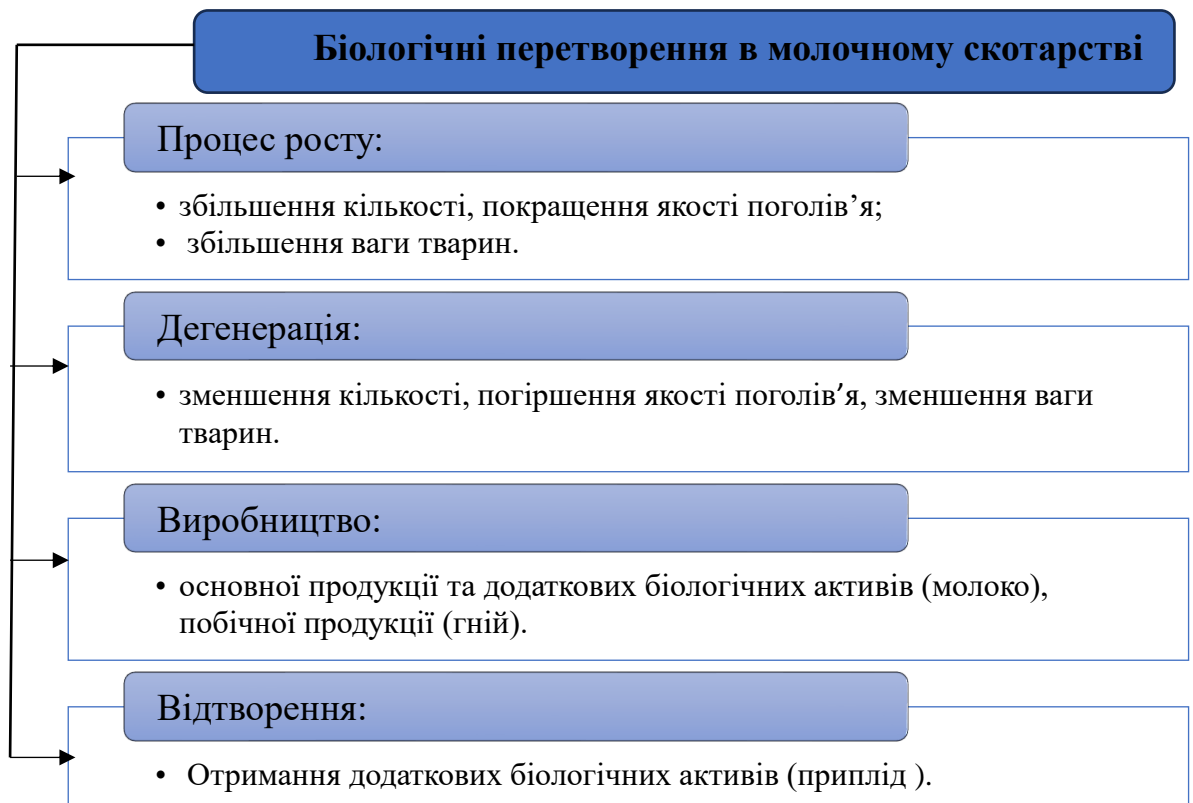 Біологічні перетворення в молочному скотарстві
Процес росту:
• збільшення кількості, покращення якості поголів’я;
• збільшення ваги тварин.
Дегенерація:
• зменшення кількості, погіршення якості поголів’я, зменшення ваги
тварин.
Виробництво:
• основної продукції та додаткових біологічних активів (молоко),
побічної продукції (гній).
Відтворення:
• Отримання додаткових біологічних активів (приплід ).